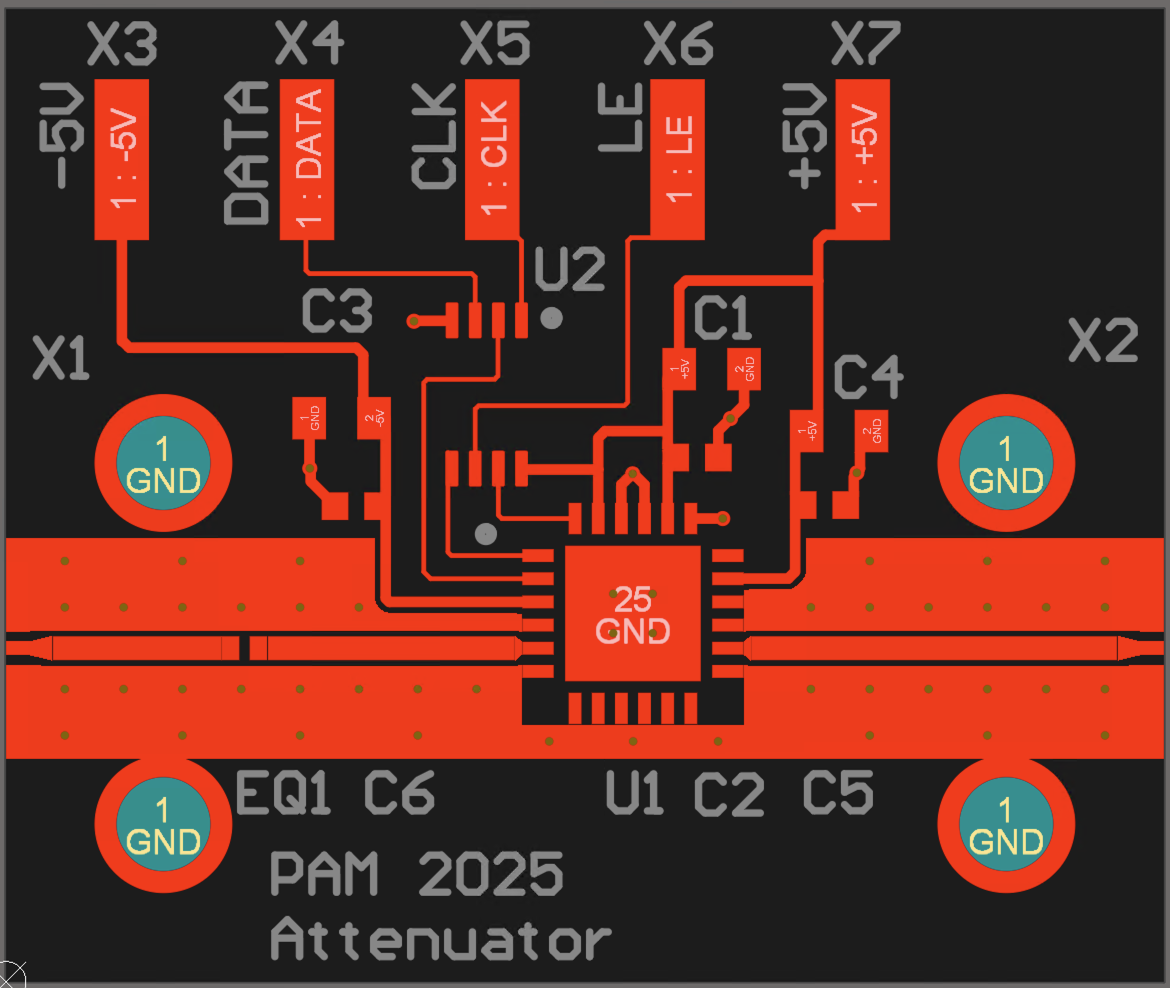 X3 X4 X5 X6 X7
-5V DATA CLK LE +5V
1 : -5V 1 : DATA 1 : CLK 1 : LE 1 : +5V
U2
C3 C1
X1 X2
C4
1 +5V 2 GND
1 GND 2 -5V 1 +5V 2 GND
1 1
GND GND
25
GND
EQ1 C6 U1 C2 C5
1 1
GND GND
PAM 2025
Attenuator